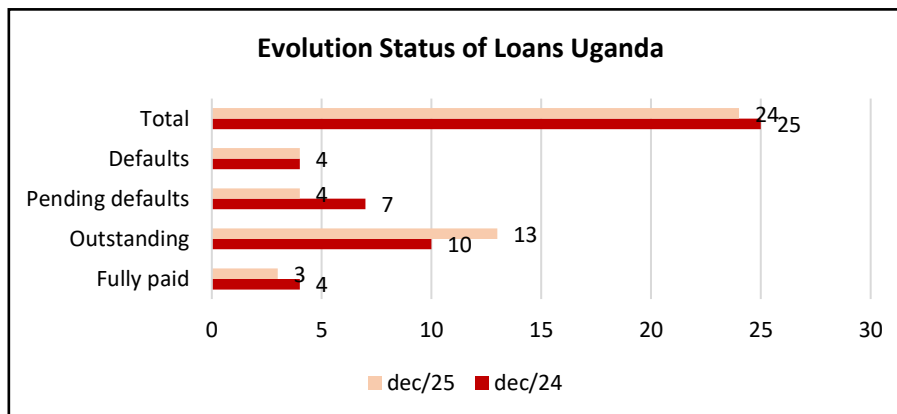 Evolution Status of Loans Uganda
Total
24
25
Defaults
4
Pending defaults
4
7
Outstanding
13
10
Fully paid
3
4
0 5 10 15 20 25 30
dec/25 dec/24